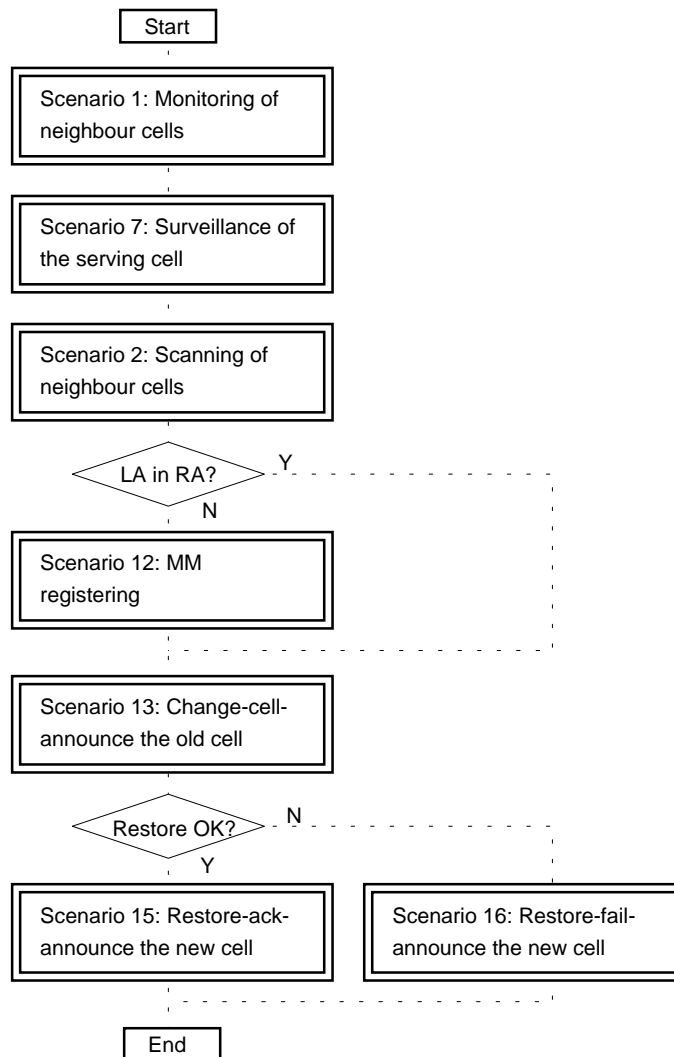 Start
Scenario 1: Monitoring of
neighbour cells
Scenario 7: Surveillance of
the serving cell
Scenario 2: Scanning of
neighbour cells
LA in RA?
Y
N
Scenario 12: MM
registering
Scenario 13: Change-cell-
announce the old cell
Restore OK?
N
Y
Scenario 15: Restore-ack-
announce the new cell
Scenario 16: Restore-fail-
announce the new cell
End